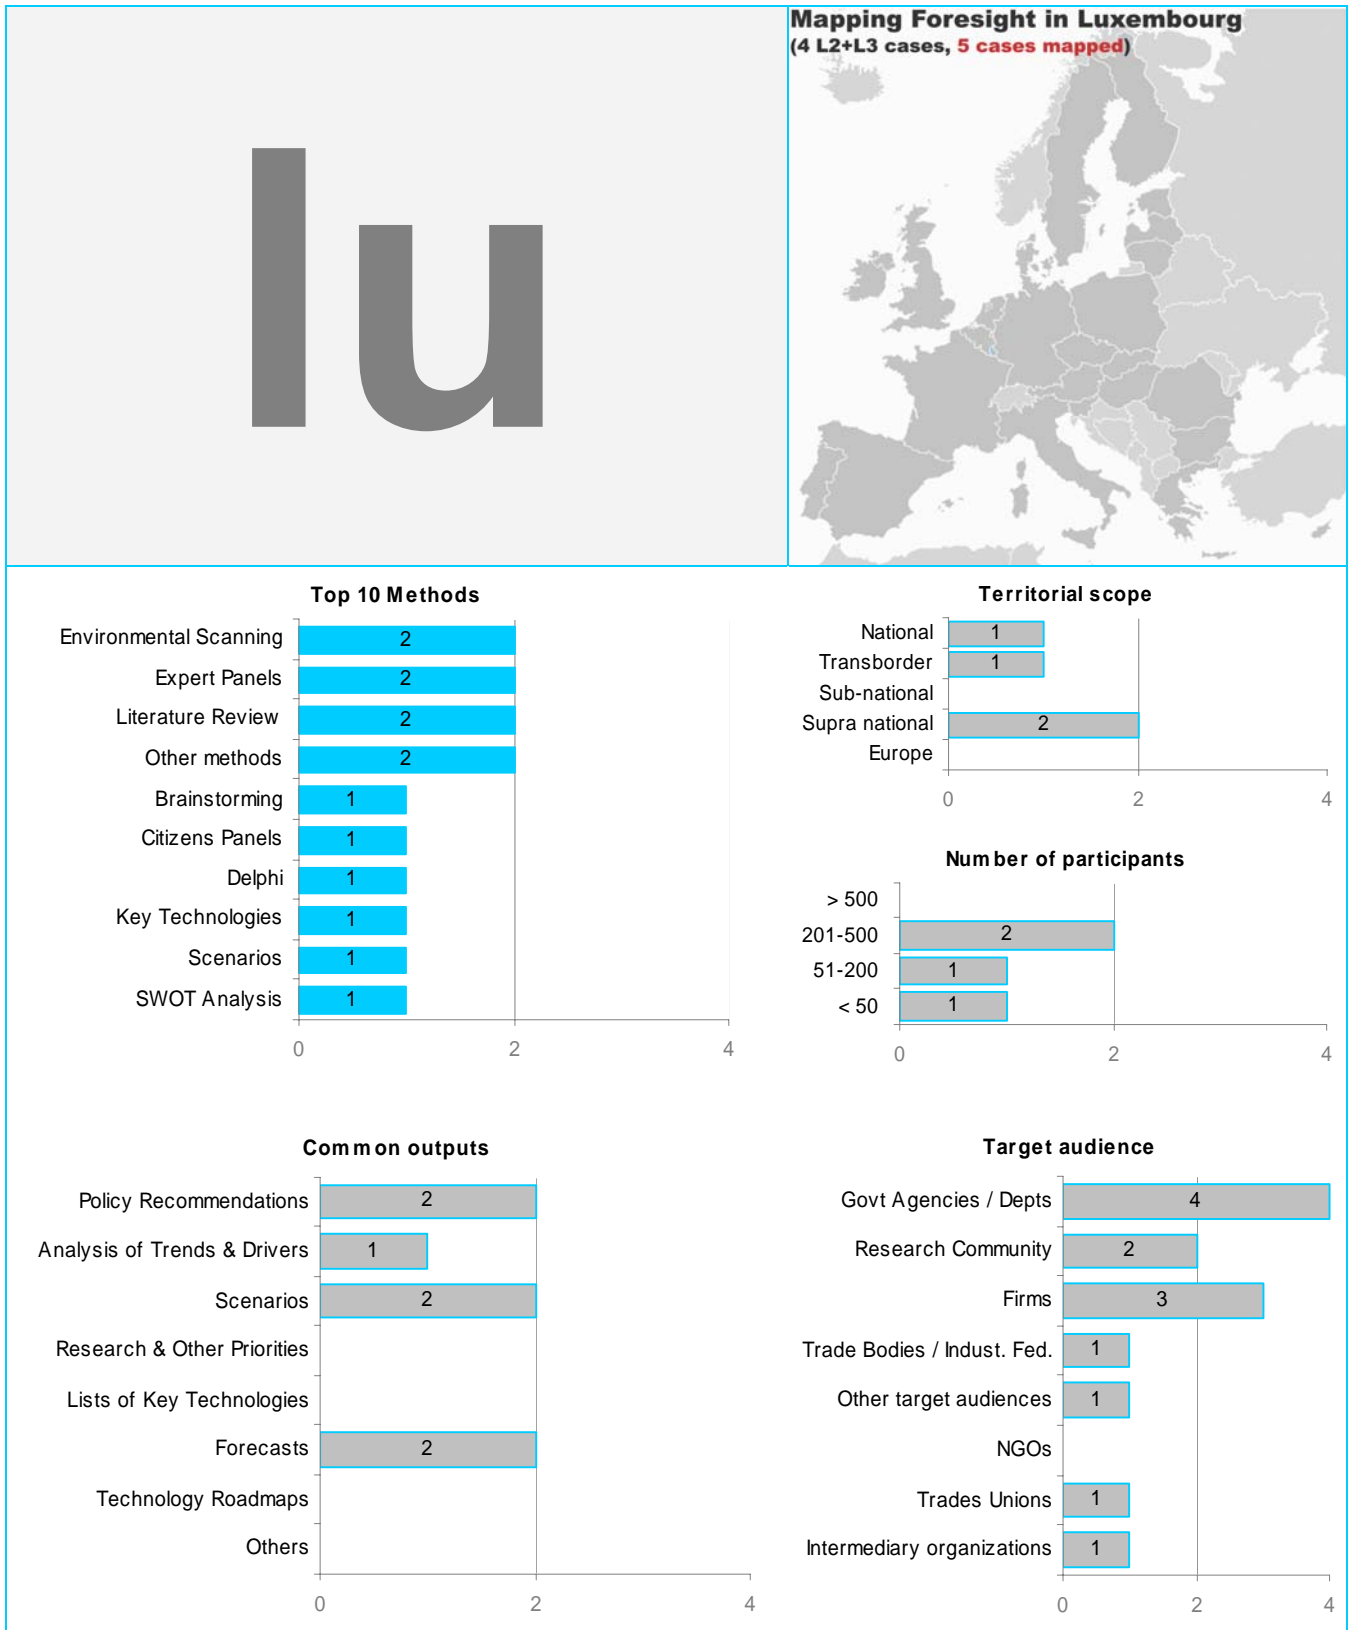 lu
Mapping Foresight in Luxembourg
(4 L2+L3 cases, 5 cases mapped)
Top 10 Methods
Environmental Scanning 2
Expert Panels 2
Literature Review 2
Other methods 2
Brainstorming 1
Citizens Panels 1
Delphi 1
Key Technologies 1
Scenarios 1
SWOT Analysis 1
0 2 4
Territorial scope
National 1
Transborder 1
Sub-national
Supra national 2
Europe
0 2 4
Number of participants
> 500
201-500 2
51-200 1
< 50 1
0 2 4
Common outputs
Policy Recommendations 2
Analysis of Trends & Drivers 1
Scenarios 2
Research & Other Priorities
Lists of Key Technologies
Forecasts 2
Technology Roadmaps
Others
0 2 4
Target audience
Govt Agencies / Depts 4
Research Community 2
Firms 3
Trade Bodies / Indust. Fed. 1
Other target audiences 1
NGOs
Trades Unions 1
Intermediary organizations 1
0 2 4